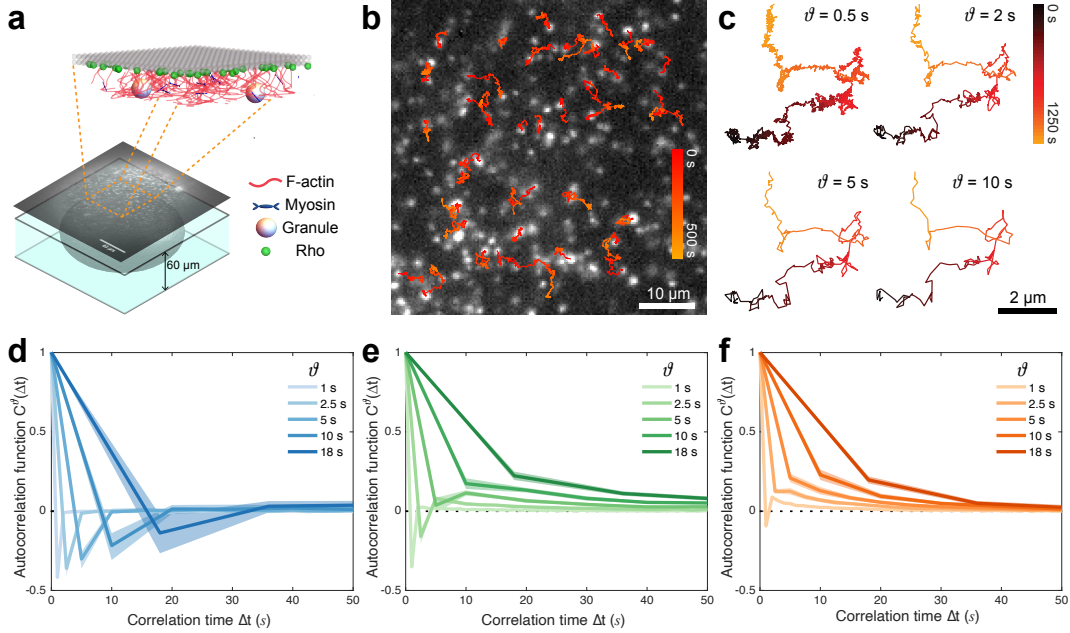 a
F-actin
Myosin
Granule
Rho
60 μm
b
0 s
500 s
10 μm
c
ϑ = 0.5 s
ϑ = 2 s
0 s
1250 s
ϑ = 5 s
ϑ = 10 s
2 μm
d
Autocorrelation function Cϑ(Δt)
1
0.5
0
-0.5
0 10 20 30 40 50
Correlation time Δt (s)
ϑ
1 s
2.5 s
5 s
10 s
18 s
e
Autocorrelation function Cϑ(Δt)
1
0.5
0
-0.5
0 10 20 30 40 50
Correlation time Δt (s)
ϑ
1 s
2.5 s
5 s
10 s
18 s
f
Autocorrelation function Cϑ(Δt)
1
0.5
0
-0.5
0 10 20 30 40 50
Correlation time Δt (s)
ϑ
1 s
2.5 s
5 s
10 s
18 s